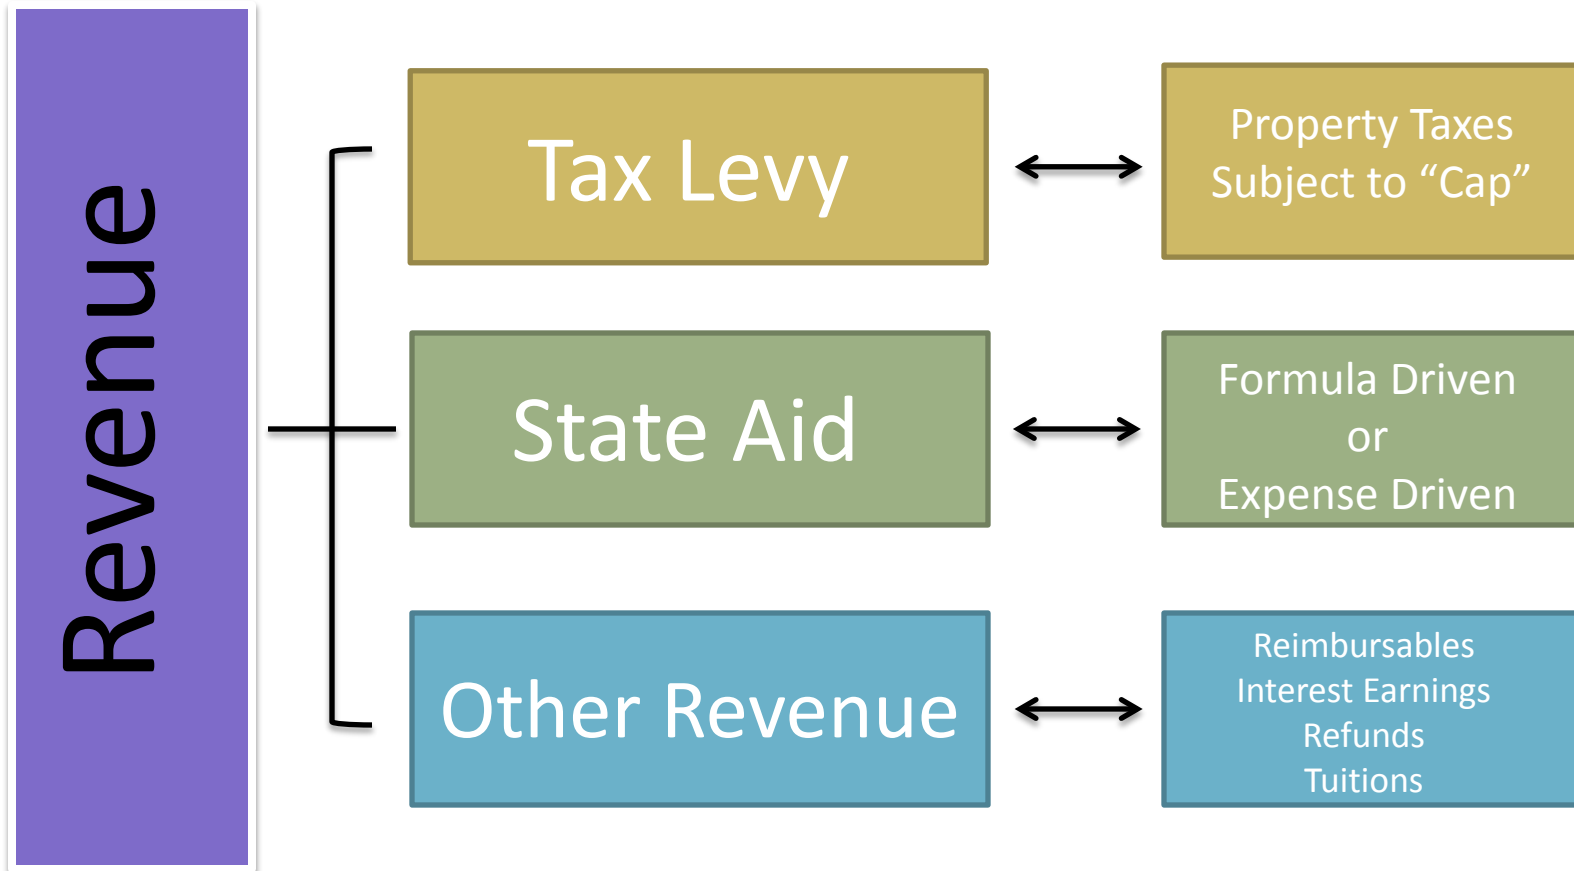 Revenue
Tax Levy
Property Taxes
Subject to “Cap”
State Aid
Formula Driven
or
Expense Driven
Other Revenue
Reimbursables
Interest Earnings
Refunds
Tuitions